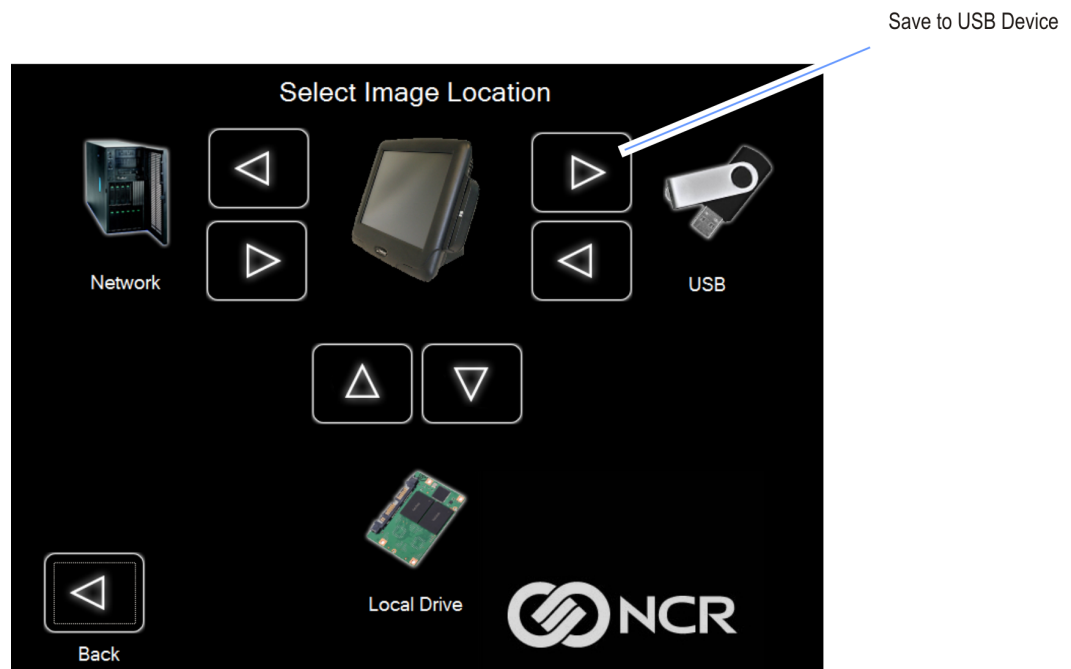 Save to USB Device
Select Image Location
Network
USB
Local Drive
NCR
Back